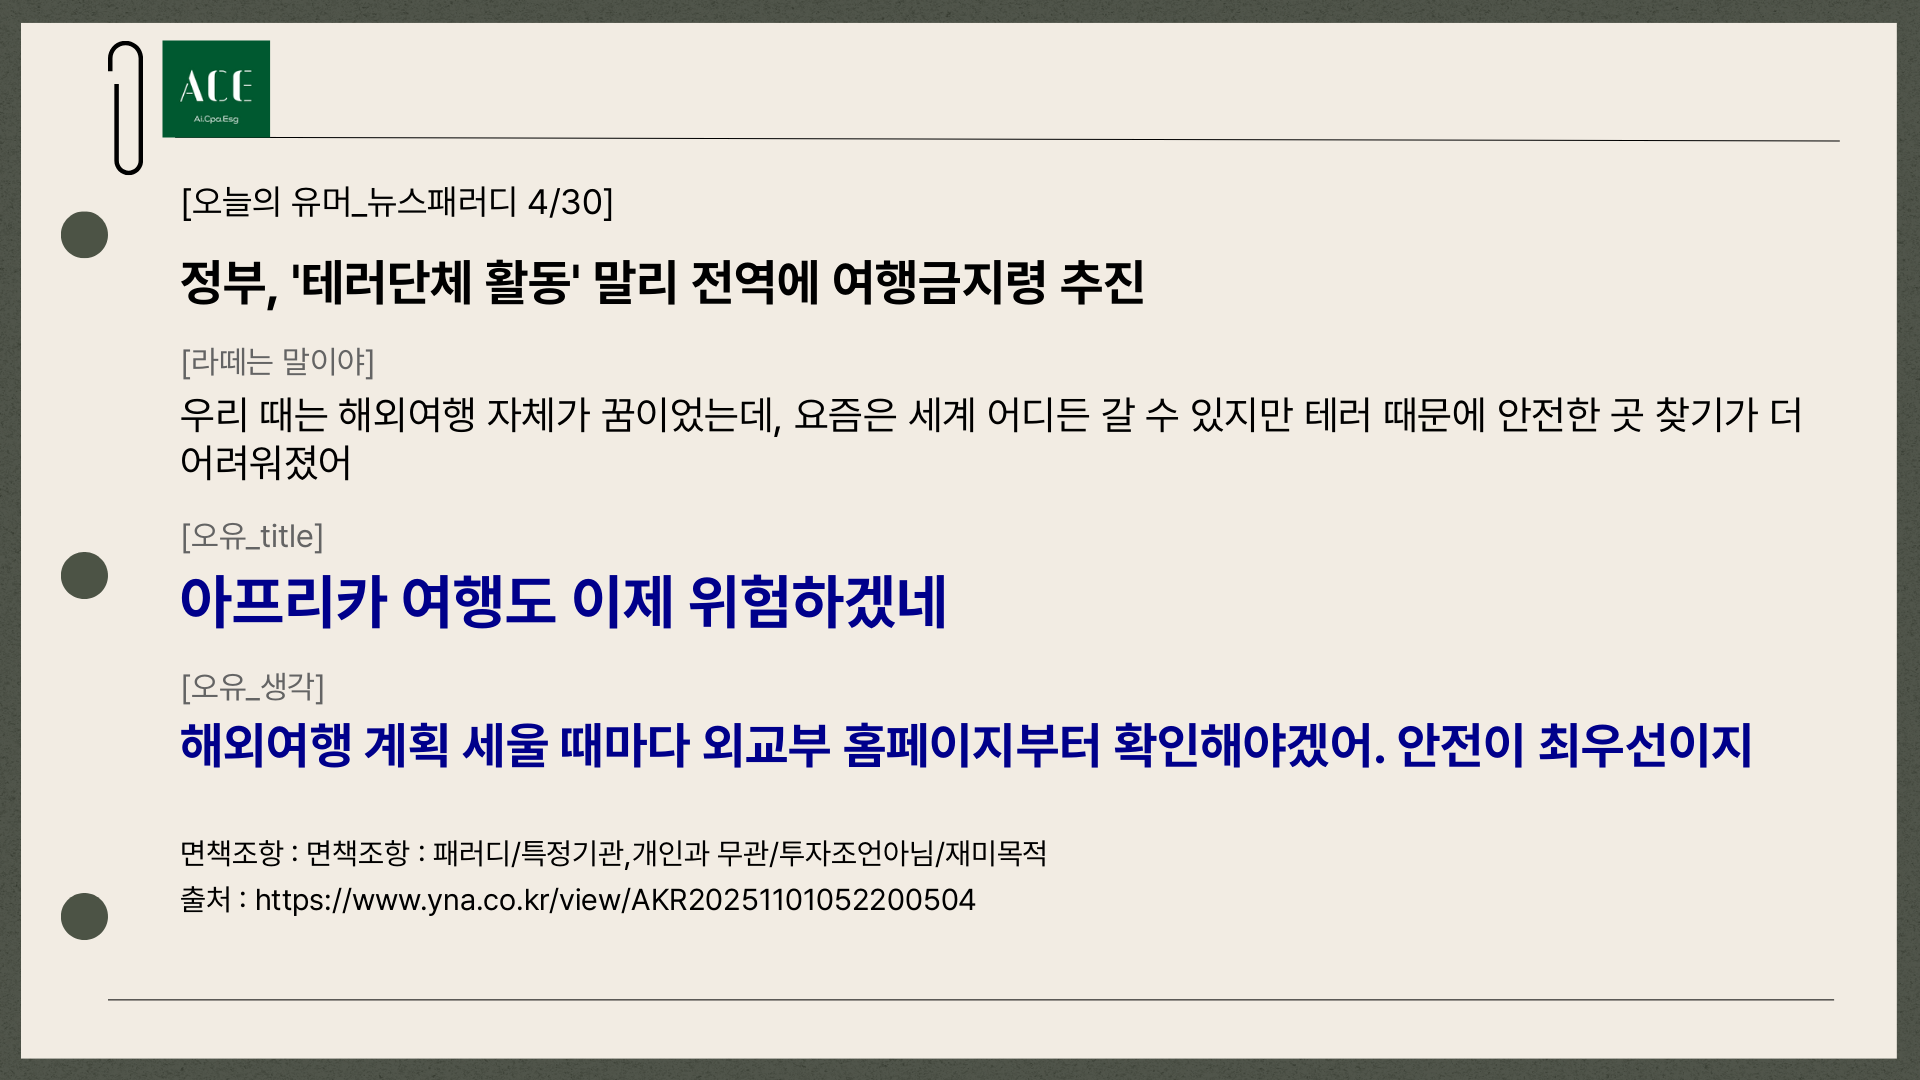 ACE
Ai.Cpa.Esg
[오늘의 유머_뉴스패러디 4/30]
정부, '테러단체 활동' 말리 전역에 여행금지령 추진
[라떼는 말이야]
우리 때는 해외여행 자체가 꿈이었는데, 요즘은 세계 어디든 갈 수 있지만 테러 때문에 안전한 곳 찾기가 더
어려워졌어
[오유_title]
아프리카 여행도 이제 위험하겠네
[오유_생각]
해외여행 계획 세울 때마다 외교부 홈페이지부터 확인해야겠어. 안전이 최우선이지
면책조항 : 면책조항 : 패러디/특정기관,개인과 무관/투자조언아님/재미목적
출처 : https://www.yna.co.kr/view/AKR20251101052200504